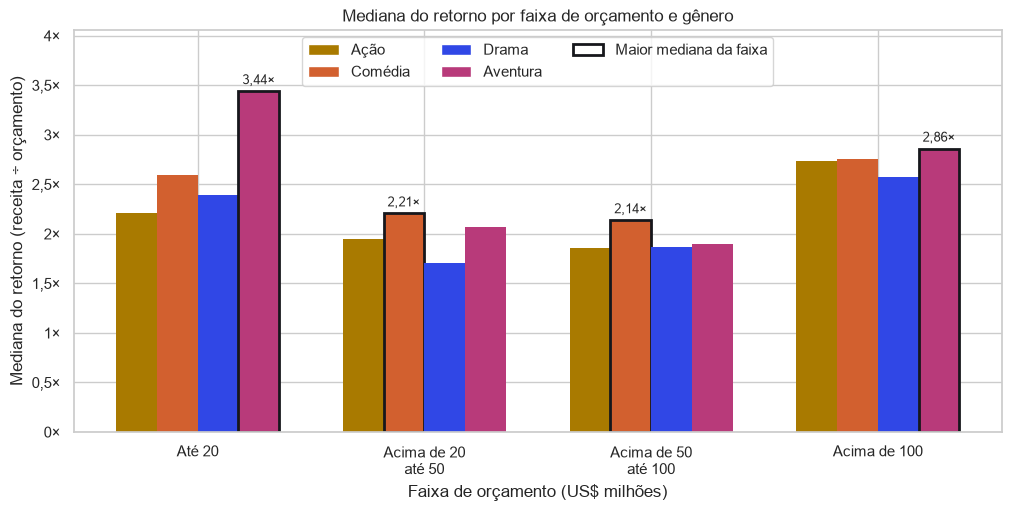 Mediana do retorno por faixa de orçamento e gênero
Mediana do retorno (receita ÷ orçamento)
4×
3,5×
3×
2,5×
2×
1,5×
1×
0,5×
0×
Ação
Comédia
Drama
Aventura
Maior mediana da faixa
3,44×
2,21×
2,14×
2,86×
Até 20
Acima de 20
até 50
Acima de 50
até 100
Acima de 100
Faixa de orçamento (US$ milhões)